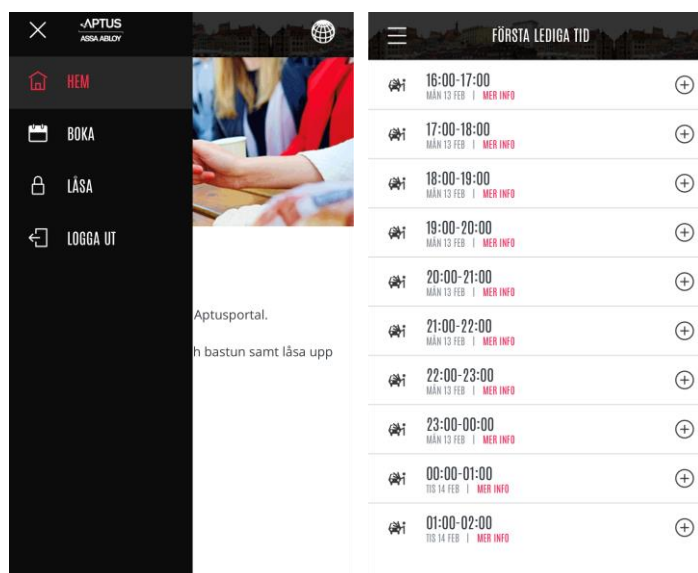 APTUS
ASSA ABLOY
HEM
BOKA
LÅSA
LOGGA UT
Aptusportal.
h bastun samt låsa upp
FÖRSTA LEDIGA TID
16:00-17:00
MÅN 13 FEB | MER INFO
17:00-18:00
MÅN 13 FEB | MER INFO
18:00-19:00
MÅN 13 FEB | MER INFO
19:00-20:00
MÅN 13 FEB | MER INFO
20:00-21:00
MÅN 13 FEB | MER INFO
21:00-22:00
MÅN 13 FEB | MER INFO
22:00-23:00
MÅN 13 FEB | MER INFO
23:00-00:00
MÅN 13 FEB | MER INFO
00:00-01:00
TIS 14 FEB | MER INFO
01:00-02:00
TIS 14 FEB | MER INFO